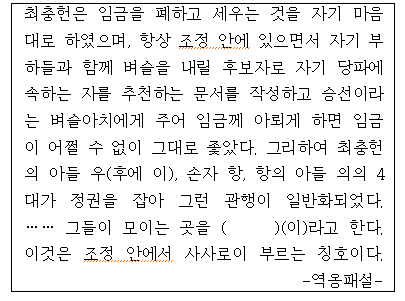 최충헌은 임금을 폐하고 세우는 것을 자기 마음
대로 하였으며, 항상 조정 안에 있으면서 자기 부
하들과 함께 벼슬을 내릴 후보자로 자기 당파에
속하는 자를 추천하는 문서를 작성하고 승선이라
는 벼슬아치에게 주어 임금께 아뢰게 하면 임금
이 어쩔 수 없이 그대로 좇았다. 그리하여 최충헌
의 아들 우(후에 이), 손자 항, 항의 아들 의의 4
대가 정권을 잡아 그런 관행이 일반화되었다.
…… 그들이 모이는 곳을 (      )(이)라고 한다.
이것은 조정 안에서 사사로이 부르는 칭호이다.
-역옹패설-